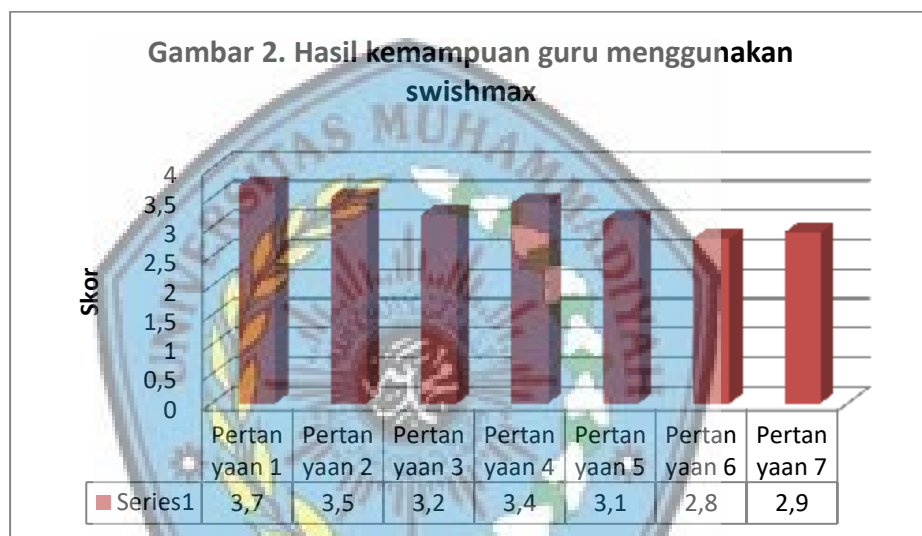 Gambar 2. Hasil kemampuan guru menggunakan
swishmax
UNIVERSITAS MUHAMMADIYAH
Skor
4
3,5
3
2,5
2
1,5
1
0,5
0
Pertan yaan 1 Pertan yaan 2 Pertan yaan 3 Pertan yaan 4 Pertan yaan 5 Pertan yaan 6 Pertan yaan 7
Series1 3,7 3,5 3,2 3,4 3,1 2,8 2,9